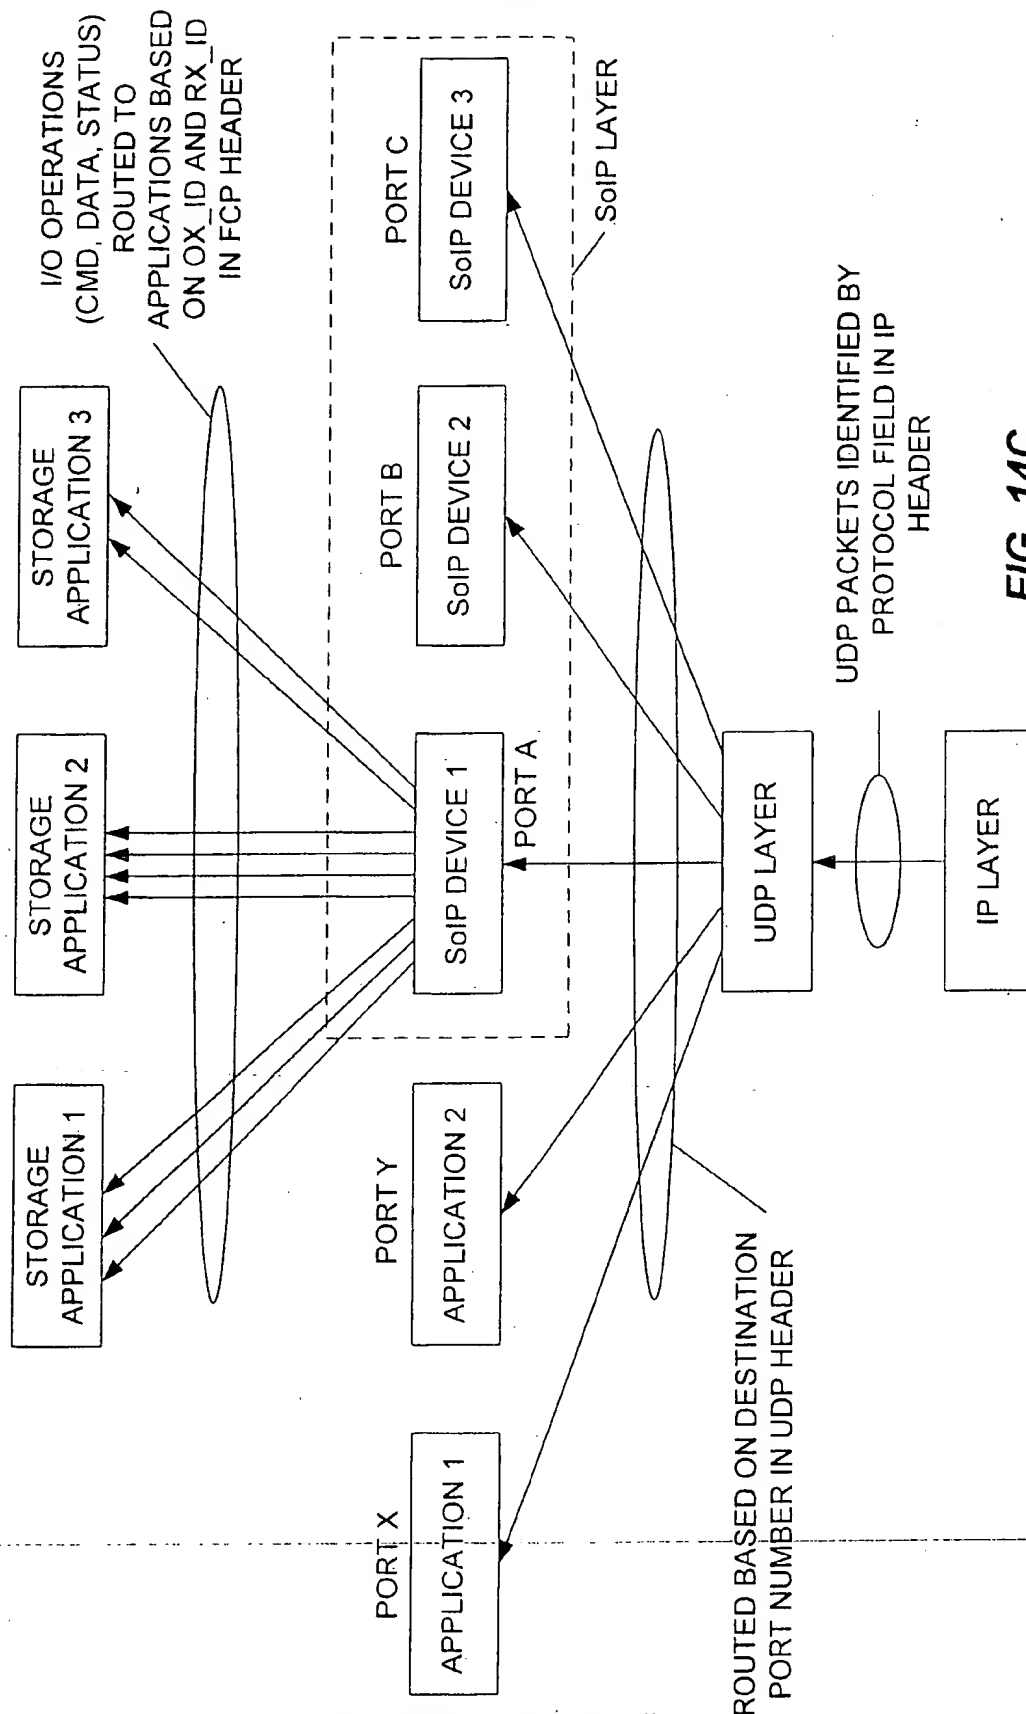 STORAGE
APPLICATION 1
STORAGE
APPLICATION 2
STORAGE
APPLICATION 3
I/O OPERATIONS
(CMD, DATA, STATUS)
ROUTED TO
APPLICATIONS BASED
ON OX_ID AND RX_ID
IN FCP HEADER
PORT X
APPLICATION 1
PORT Y
APPLICATION 2
SoIP DEVICE 1
PORT A
PORT B
SoIP DEVICE 2
PORT C
SoIP DEVICE 3
SoIP LAYER
ROUTED BASED ON DESTINATION
PORT NUMBER IN UDP HEADER
UDP LAYER
UDP PACKETS IDENTIFIED BY
PROTOCOL FIELD IN IP
HEADER
IP LAYER
FIG. 14C